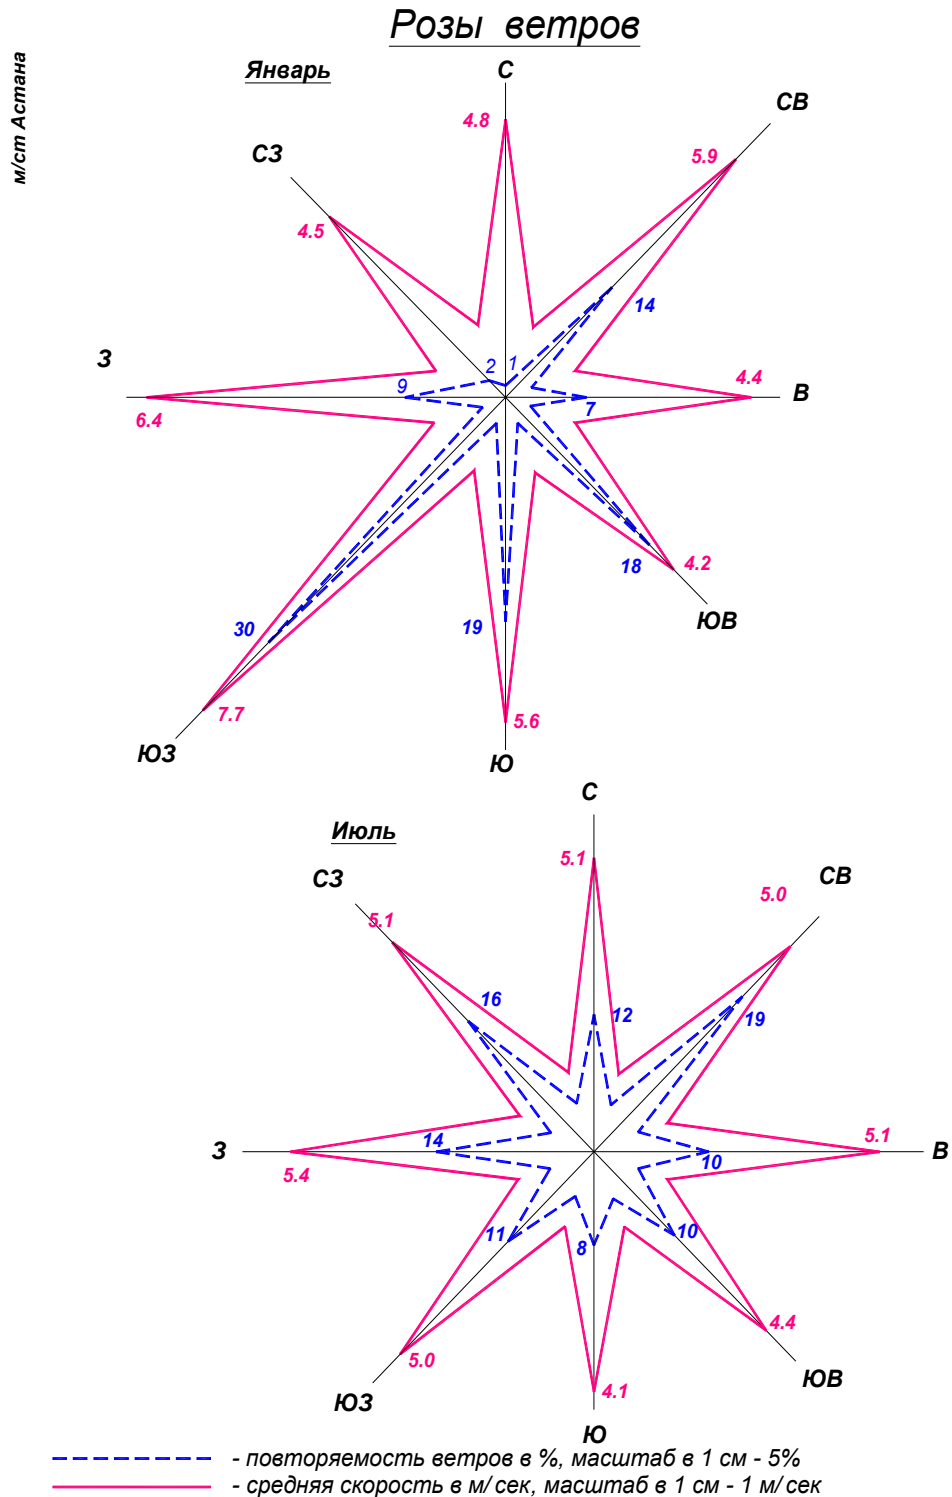 Розы ветров
м/ст Астана
Январь
С
СВ
4.8
5.9
СЗ
4.5
14
З
2
1
9
4.4
В
7
6.4
18
4.2
ЮВ
30
19
7.7
5.6
ЮЗ
Ю
С
Июль
5.1
СЗ
СВ
5.0
5.1
16
12
19
З
14
5.1
В
10
5.4
11
8
10
4.4
5.0
ЮВ
4.1
ЮЗ
Ю
- повторяемость ветров в %, масштаб в 1 см - 5%
- средняя скорость в м/сек, масштаб в 1 см - 1 м/сек